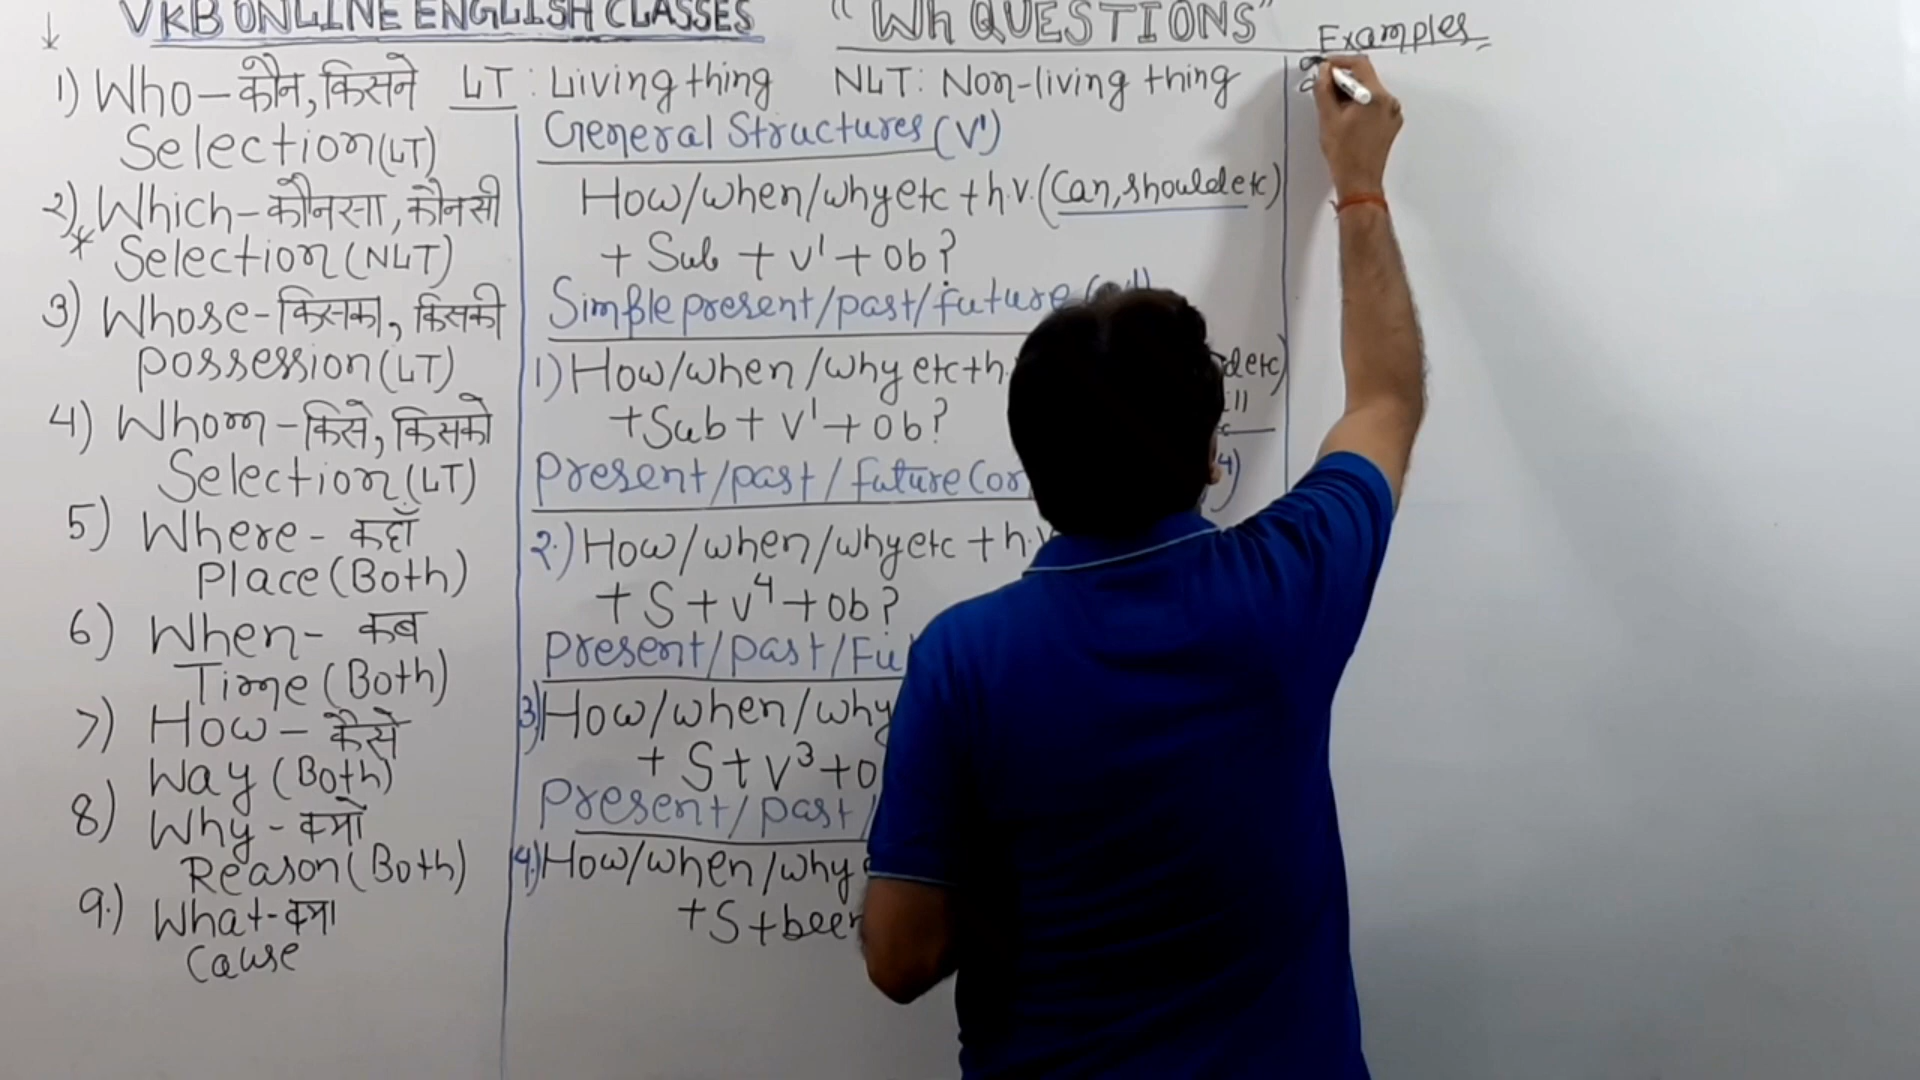 VKB ONLINE ENGLISH CLASSES
"Wh QUESTIONS"
Examples
1) Who – कौन, किसने
Selection (LT)
2) Which – कौनसा, कौनसी
* Selection (NLT)
3) Whose – किसका, किसकी
Possession (LT)
4) Whom – किसे, किसको
Selection (LT)
5) Where – कहाँ
Place (Both)
6) When – कब
Time (Both)
7) How – कैसे
Way (Both)
8) Why – क्यों
Reason (Both)
9.) What – क्या
Cause
LT : Living thing NLT : Non-living thing
General Structures (V¹)
How/when/why etc + h.v. (Can, should etc)
+ Sub + V¹ + Ob?
Simple present/past/future
1) How/when/why etc + h.
+ Sub + V¹ + Ob?
Present/past/future
2.) How/when/why etc + h.v
+ S + V⁴ + Ob?
Present/past/Fu
3) How/when/why
+ S + V³ + O
Present/past/
4.) How/when/why
+ S + been